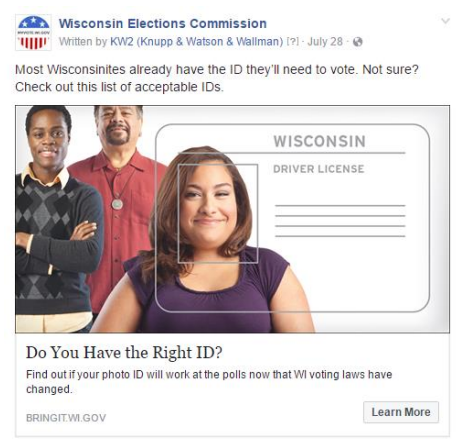 Wisconsin Elections Commission
Written by KW2 (Knupp & Watson & Wallman) [?] · July 28 ·
Most Wisconsinites already have the ID they'll need to vote. Not sure?
Check out this list of acceptable IDs.
WISCONSIN
DRIVER LICENSE
Do You Have the Right ID?
Find out if your photo ID will work at the polls now that WI voting laws have
changed.
BRINGIT.WI.GOV
Learn More